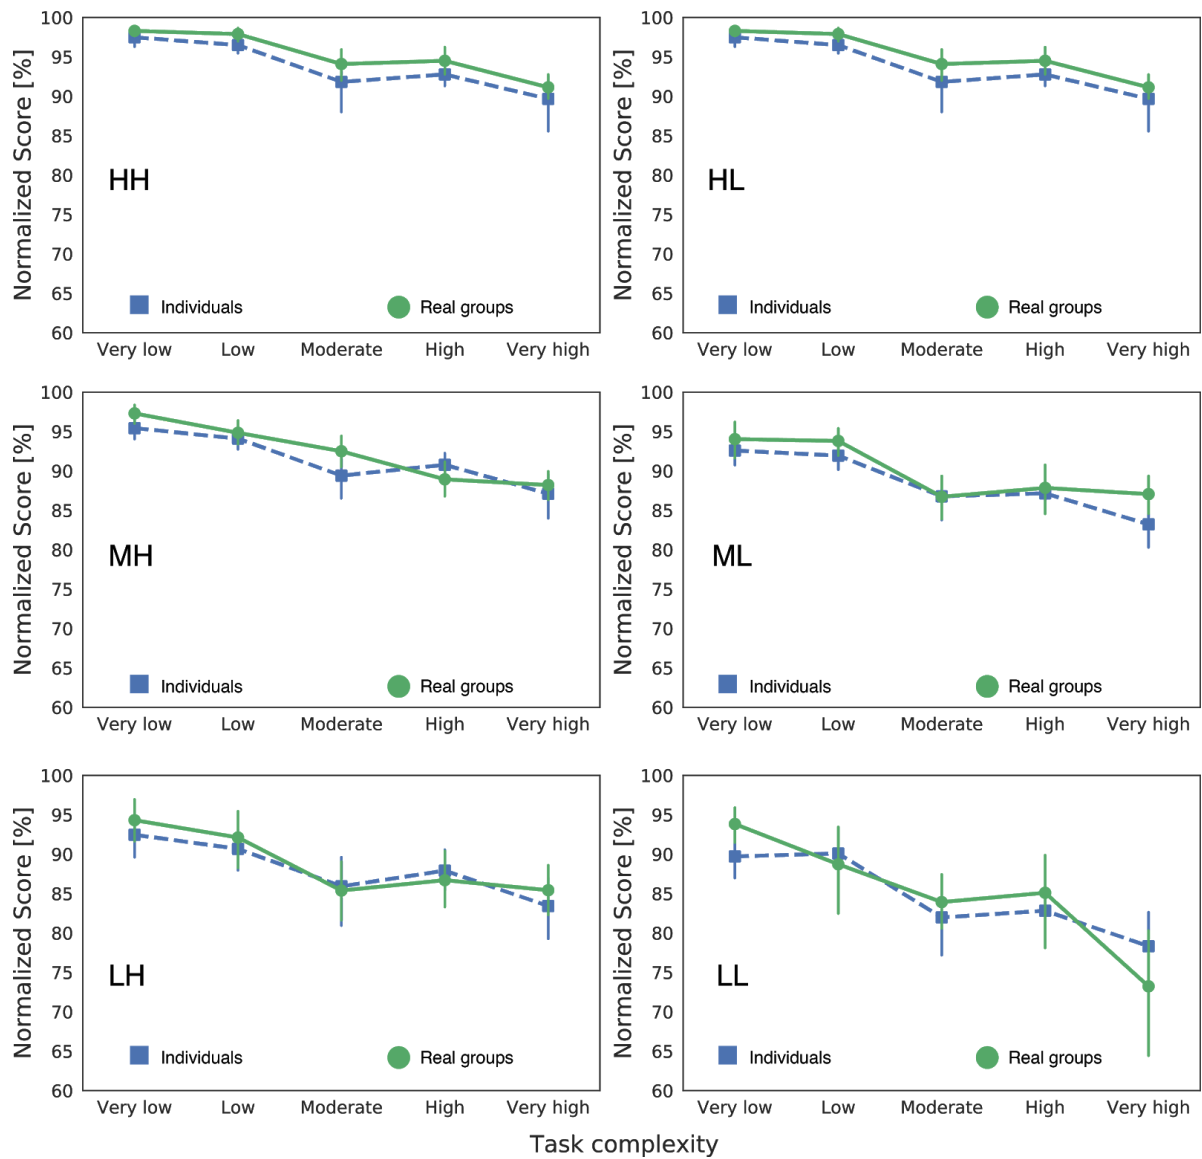 Normalized Score [%]
100
95
90
85
80
75
70
65
60
HH
Individuals Real groups
Very low Low Moderate High Very high
Normalized Score [%]
100
95
90
85
80
75
70
65
60
HL
Individuals Real groups
Very low Low Moderate High Very high
Normalized Score [%]
100
95
90
85
80
75
70
65
60
MH
Individuals Real groups
Very low Low Moderate High Very high
Normalized Score [%]
100
95
90
85
80
75
70
65
60
ML
Individuals Real groups
Very low Low Moderate High Very high
Normalized Score [%]
100
95
90
85
80
75
70
65
60
LH
Individuals Real groups
Very low Low Moderate High Very high
Normalized Score [%]
100
95
90
85
80
75
70
65
60
LL
Individuals Real groups
Very low Low Moderate High Very high
Task complexity